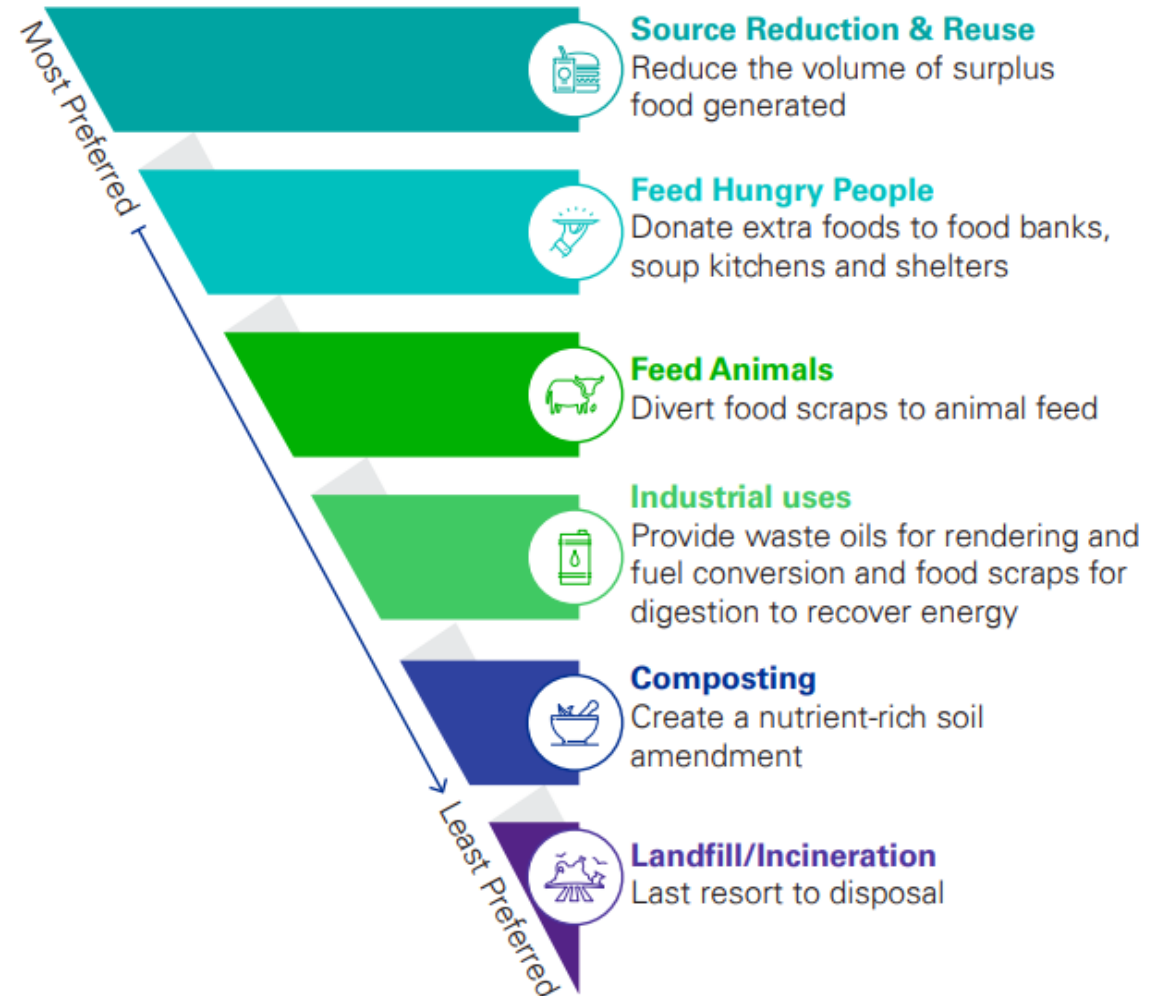 Most Preferred
Source Reduction & Reuse
Reduce the volume of surplus
food generated
Feed Hungry People
Donate extra foods to food banks,
soup kitchens and shelters
Feed Animals
Divert food scraps to animal feed
Industrial uses
Provide waste oils for rendering and
fuel conversion and food scraps for
digestion to recover energy
Composting
Create a nutrient-rich soil
amendment
Least Preferred
Landfill/Incineration
Last resort to disposal